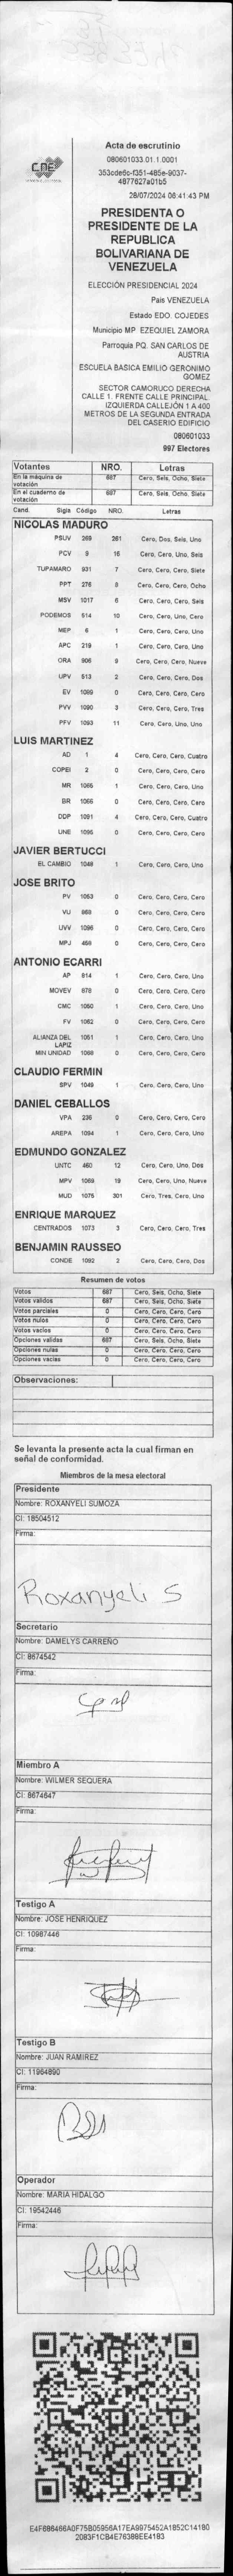 CNE
Acta de escrutinio
080601033.01.1.0001
353cde6c-f351-485e-9037-
4877627a01b5
28/07/2024 08:41:43 PM
PRESIDENTA O
PRESIDENTE DE LA
REPUBLICA
BOLIVARIANA DE
VENEZUELA
ELECCIÓN PRESIDENCIAL 2024
Pais VENEZUELA
Estado EDO. COJEDES
Municipio MP. EZEQUIEL ZAMORA
Parroquia PQ. SAN CARLOS DE
AUSTRIA
ESCUELA BASICA EMILIO GERONIMO
GOMEZ
SECTOR CAMORUCO DERECHA
CALLE 1. FRENTE CALLE PRINCIPAL.
IZQUIERDA CALLEJÓN 1 A 400
METROS DE LA SEGUNDA ENTRADA
DEL CASERIO EDIFICIO
080601033
997 Electores
Votantes NRO. Letras
En la máquina de votación 687 Cero, Seis, Ocho, Siete
En el cuaderno de votación 687 Cero, Seis, Ocho, Siete
Cand. Sigla Código NRO. Letras
NICOLAS MADURO
PSUV 269 261 Cero, Dos, Seis, Uno
PCV 9 16 Cero, Cero, Uno, Seis
TUPAMARO 931 7 Cero, Cero, Cero, Siete
PPT 276 8 Cero, Cero, Cero, Ocho
MSV 1017 6 Cero, Cero, Cero, Seis
PODEMOS 514 10 Cero, Cero, Uno, Cero
MEP 6 1 Cero, Cero, Cero, Uno
APC 219 1 Cero, Cero, Cero, Uno
ORA 906 9 Cero, Cero, Cero, Nueve
UPV 513 2 Cero, Cero, Cero, Dos
EV 1099 0 Cero, Cero, Cero, Cero
PVV 1090 3 Cero, Cero, Cero, Tres
PFV 1093 11 Cero, Cero, Uno, Uno
LUIS MARTINEZ
AD 1 4 Cero, Cero, Cero, Cuatro
COPEI 2 0 Cero, Cero, Cero, Cero
MR 1065 1 Cero, Cero, Cero, Uno
BR 1066 0 Cero, Cero, Cero, Cero
DDP 1091 4 Cero, Cero, Cero, Cuatro
UNE 1095 0 Cero, Cero, Cero, Cero
JAVIER BERTUCCI
EL CAMBIO 1048 1 Cero, Cero, Cero, Uno
JOSE BRITO
PV 1053 0 Cero, Cero, Cero, Cero
VU 868 0 Cero, Cero, Cero, Cero
UVV 1096 0 Cero, Cero, Cero, Cero
MPJ 458 0 Cero, Cero, Cero, Cero
ANTONIO ECARRI
AP 814 1 Cero, Cero, Cero, Uno
MOVEV 878 0 Cero, Cero, Cero, Cero
CMC 1050 1 Cero, Cero, Cero, Uno
FV 1052 0 Cero, Cero, Cero, Cero
ALIANZA DEL LAPIZ 1051 1 Cero, Cero, Cero, Uno
MIN UNIDAD 1088 0 Cero, Cero, Cero, Cero
CLAUDIO FERMIN
SPV 1049 1 Cero, Cero, Cero, Uno
DANIEL CEBALLOS
VPA 236 0 Cero, Cero, Cero, Cero
AREPA 1094 1 Cero, Cero, Cero, Uno
EDMUNDO GONZALEZ
UNTC 460 12 Cero, Cero, Uno, Dos
MPV 1069 19 Cero, Cero, Uno, Nueve
MUD 1075 301 Cero, Tres, Cero, Uno
ENRIQUE MARQUEZ
CENTRADOS 1073 3 Cero, Cero, Cero, Tres
BENJAMIN RAUSSEO
CONDE 1092 2 Cero, Cero, Cero, Dos
Resumen de votos
Votos 687 Cero, Seis, Ocho, Siete
Votos válidos 687 Cero, Seis, Ocho, Siete
Votos parciales 0 Cero, Cero, Cero, Cero
Votos nulos 0 Cero, Cero, Cero, Cero
Votos vacios 0 Cero, Cero, Cero, Cero
Opciones validas 687 Cero, Seis, Ocho, Siete
Opciones nulas 0 Cero, Cero, Cero, Cero
Opciones vacias 0 Cero, Cero, Cero, Cero
Observaciones:
Se levanta la presente acta la cual firman en
señal de conformidad.
Miembros de la mesa electoral
Presidente
Nombre: ROXANYELI SUMOZA
CI: 18504512
Firma:
Roxanyeli S
Secretario
Nombre: DAMELYS CARREÑO
CI: 8674542
Firma:
Miembro A
Nombre: WILMER SEQUERA
CI: 8674647
Firma:
Testigo A
Nombre: JOSE HENRIQUEZ
CI: 10987446
Firma:
Testigo B
Nombre: JUAN RAMIREZ
CI: 11964890
Firma:
Operador
Nombre: MARIA HIDALGO
CI: 19542446
Firma:
E4F686466A0F75B05956A17EA9975452A1852C14180
2083F1CB4E76388EE4183